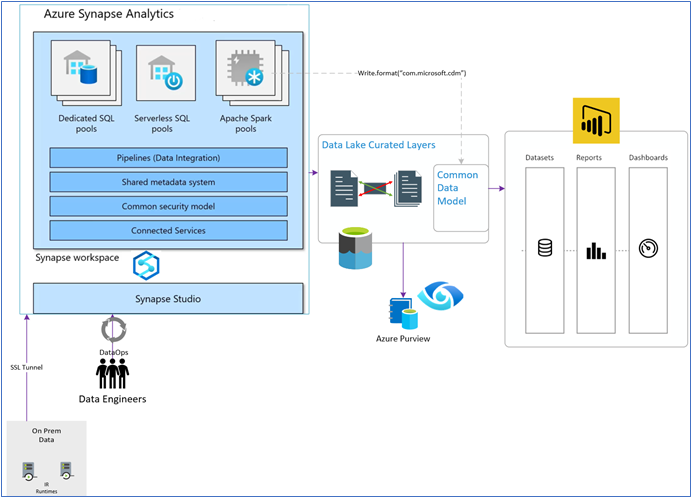 Azure Synapse Analytics
Dedicated SQL
pools
Serverless SQL
pools
Apache Spark
pools
Write.format("com.microsoft.cdm")
Pipelines (Data Integration)
Shared metadata system
Common security model
Connected Services
Synapse workspace
Synapse Studio
Data Lake Curated Layers
Common
Data
Model
Azure Purview
Datasets
Reports
Dashboards
SSL Tunnel
DataOps
Data Engineers
On Prem
Data
IR
Runtimes